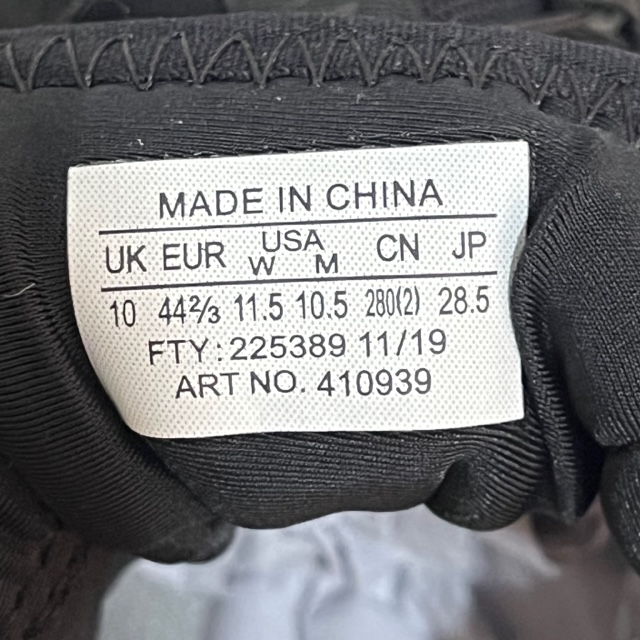 MADE IN CHINA
UK EUR USA W M CN JP
10 44⅔ 11.5 10.5 280(2) 28.5
FTY: 225389 11/19
ART NO. 410939